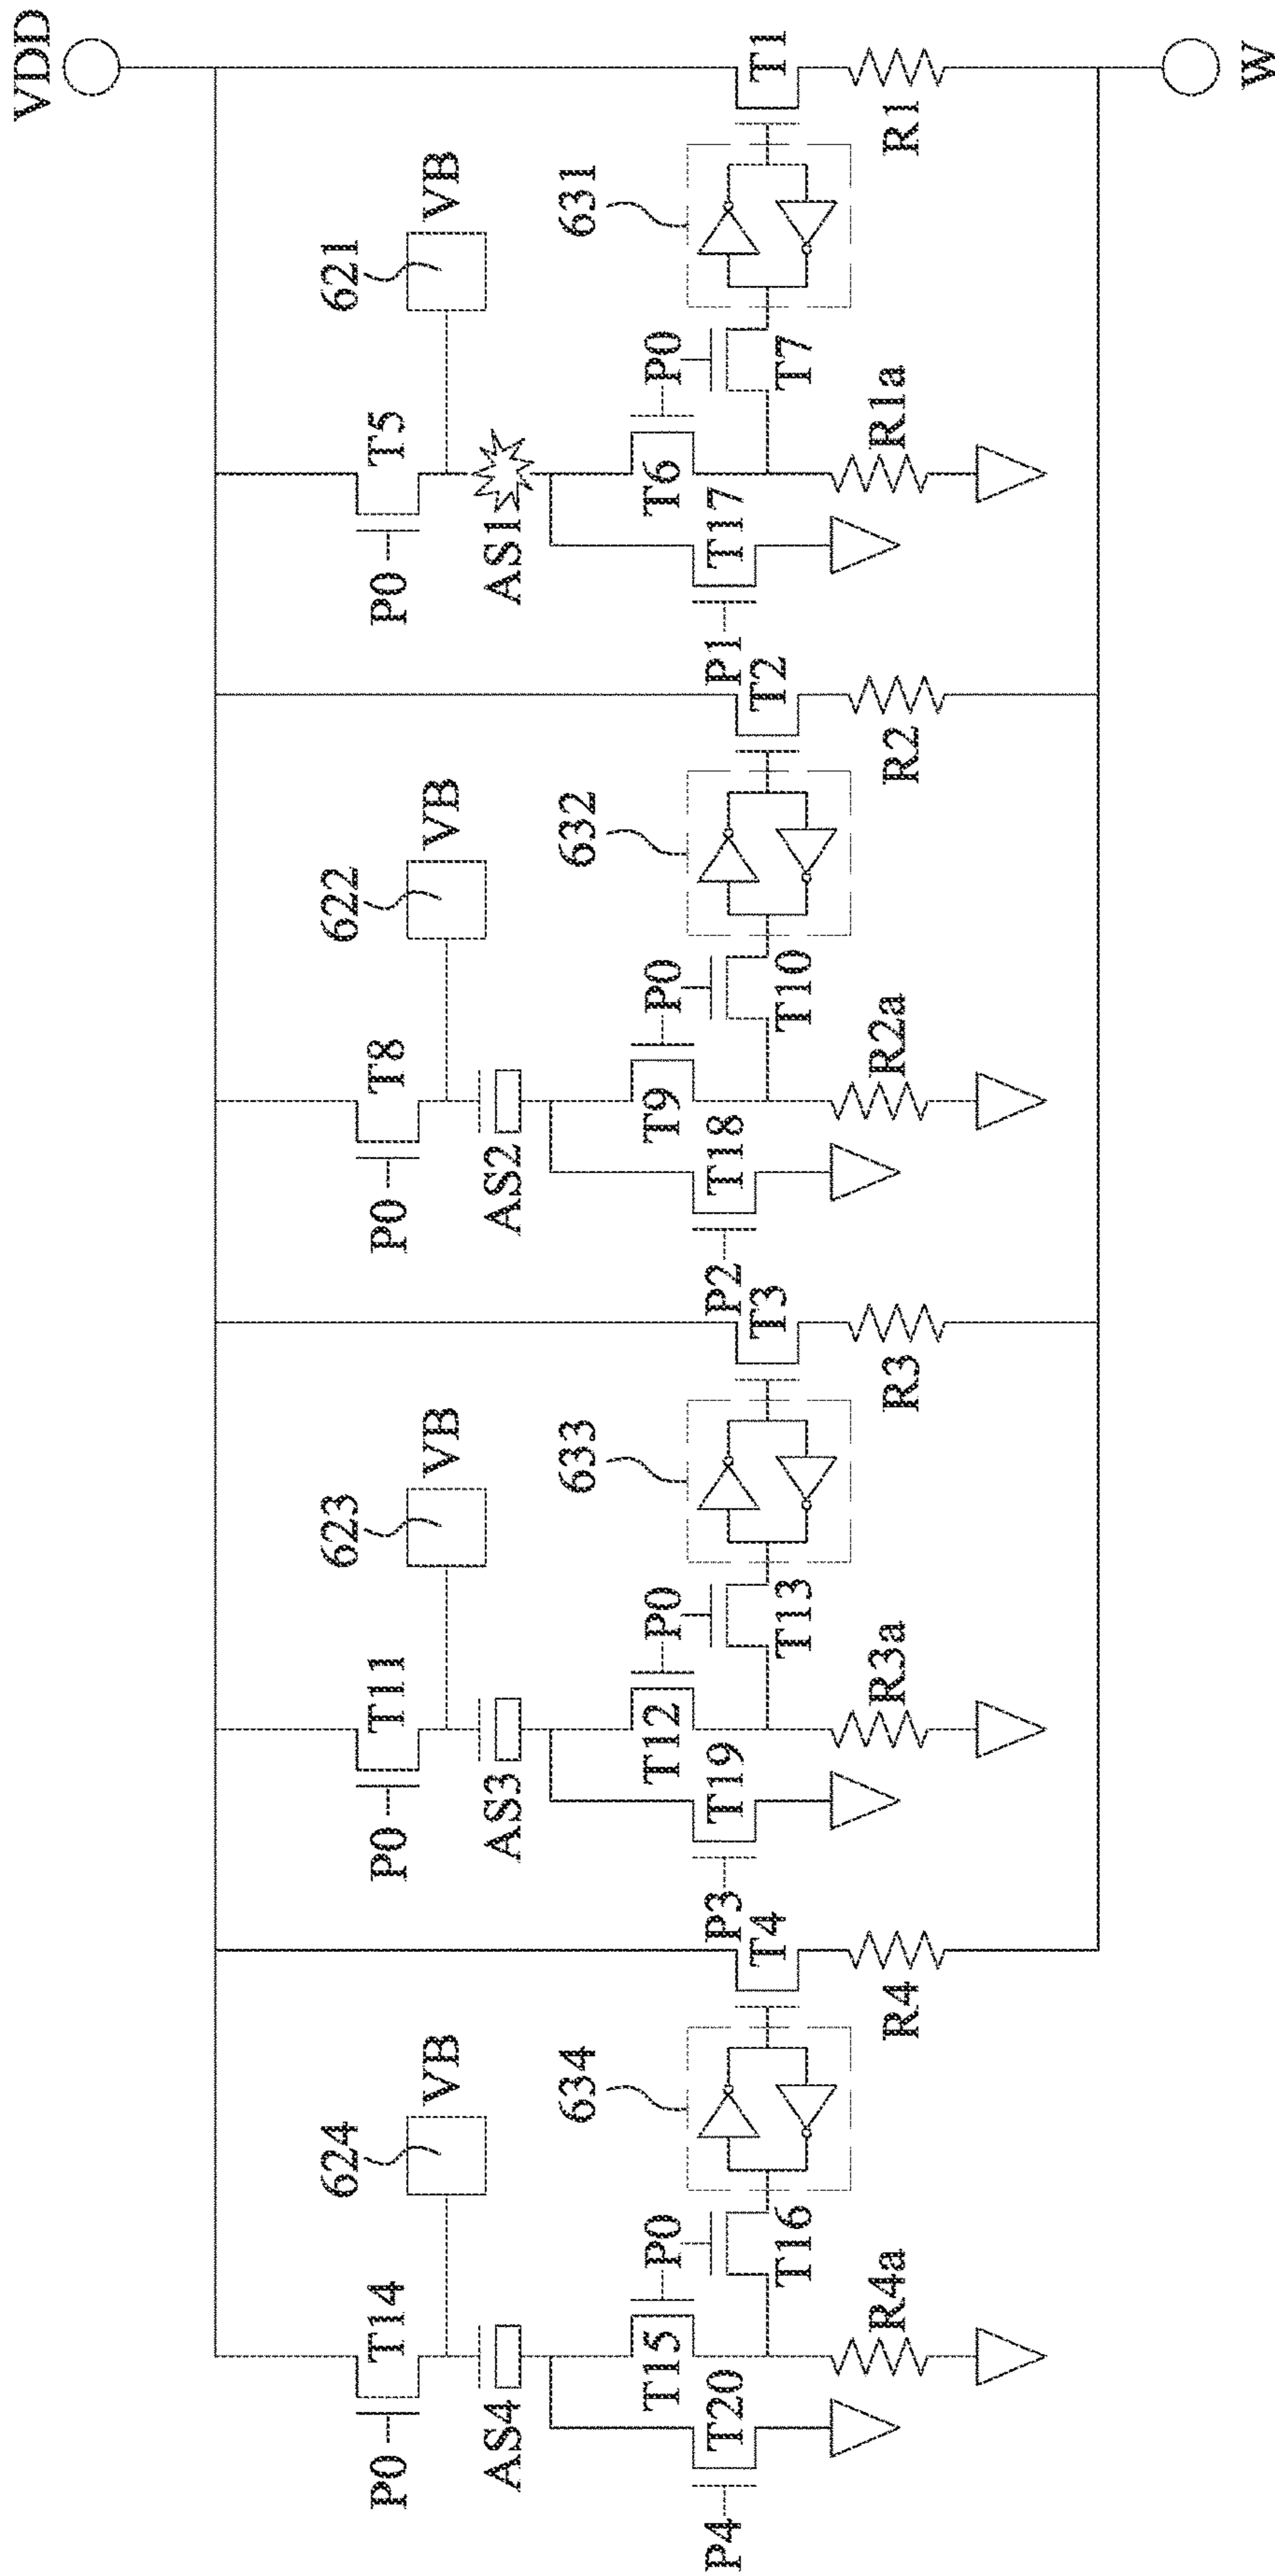 VDD
624
VB
P0
T14
AS4
634
P0
T15
T20
P4
T16
R4a
T4
R4
623
VB
P0
T11
AS3
633
P0
T12
T19
P3
T13
R3a
T3
R3
622
VB
P0
T8
AS2
632
P0
T9
T18
P2
T10
R2a
T2
R2
621
VB
P0
T5
AS1
631
P0
T6
T17
P1
T7
R1a
T1
R1
W